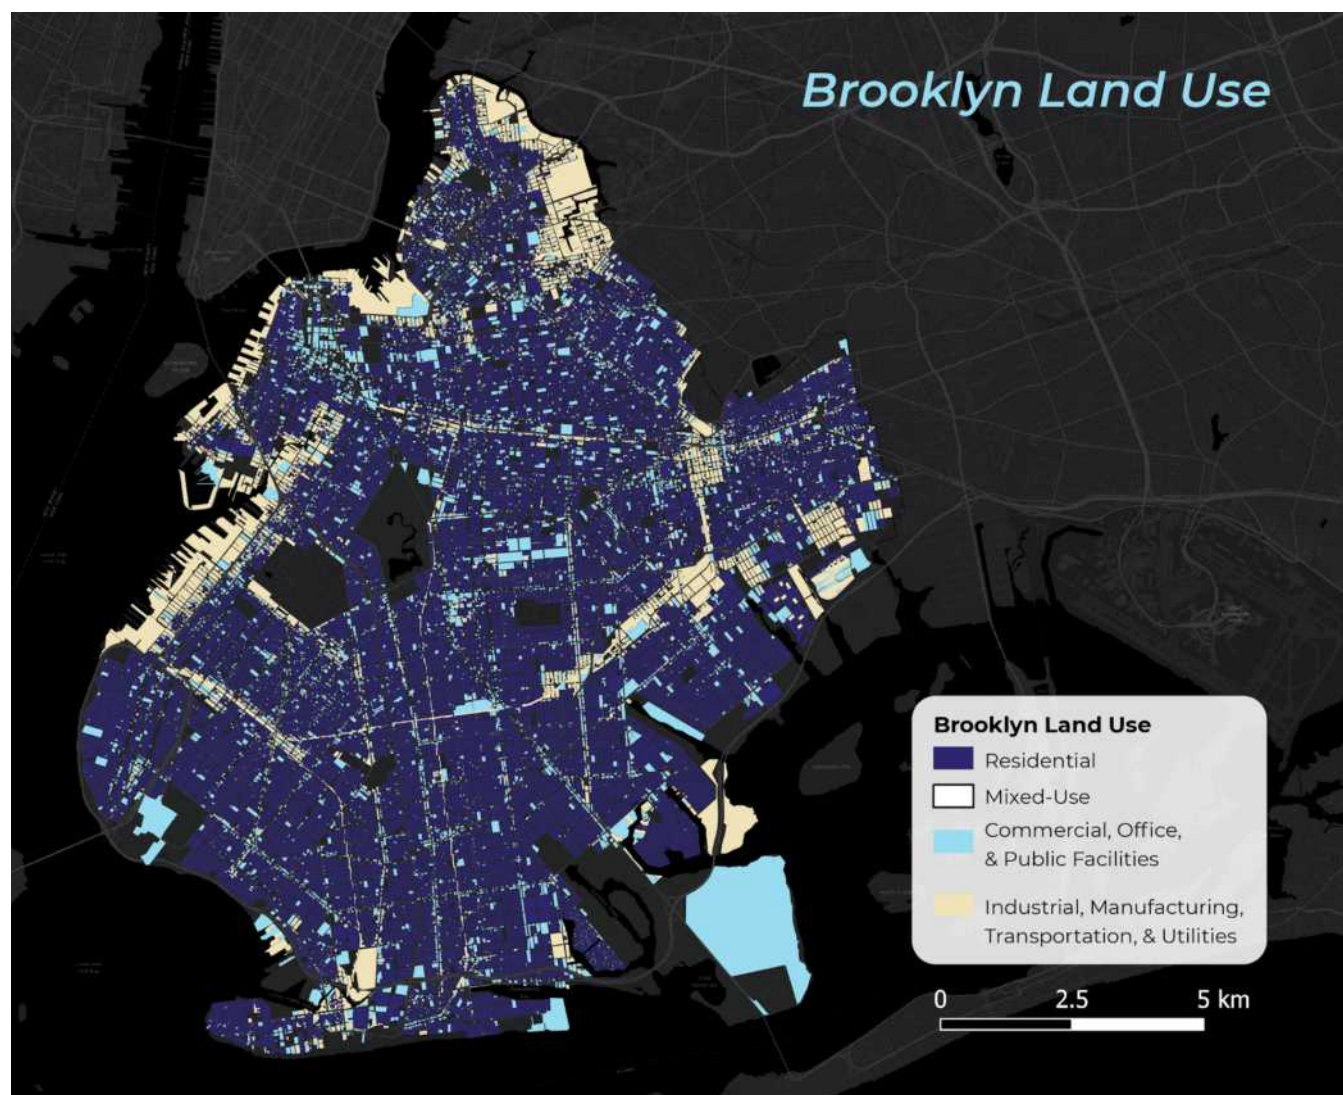 Brooklyn Land Use
Brooklyn Land Use
Residential
Mixed-Use
Commercial, Office,
& Public Facilities
Industrial, Manufacturing,
Transportation, & Utilities
0 2.5 5 km